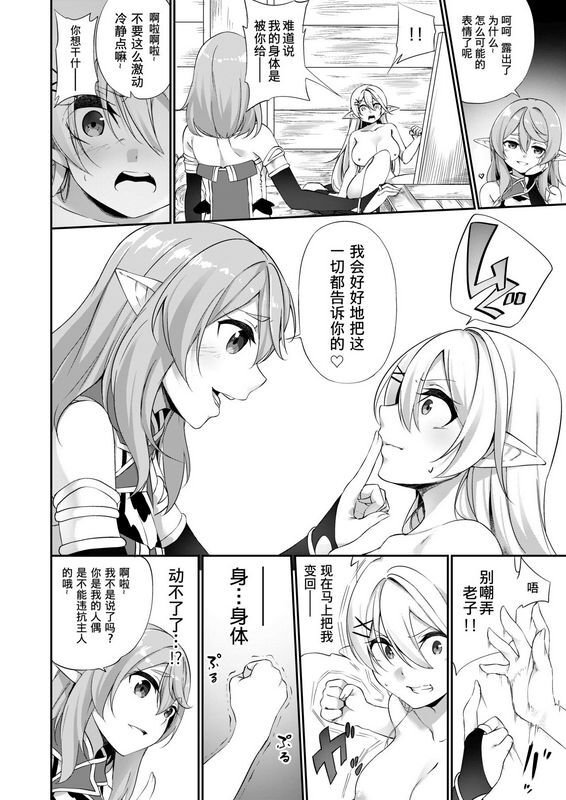 呵呵 露出了
为什么~
怎么可能的
表情了呢
!!
难道说
我的身体是
被你给——
啊啦啊啦~
不要这么激动
冷静点嘛~
你想干什—
我会好好地把这
一切都告诉你的♡
唔
别嘲弄
老子!!
现在马上把我
变回——
身…身体
——
ぷる
ぷる
动不了了…!?
啊啦~
我不是说了吗?
你是我的人偶
是不能违抗主人
的哦~